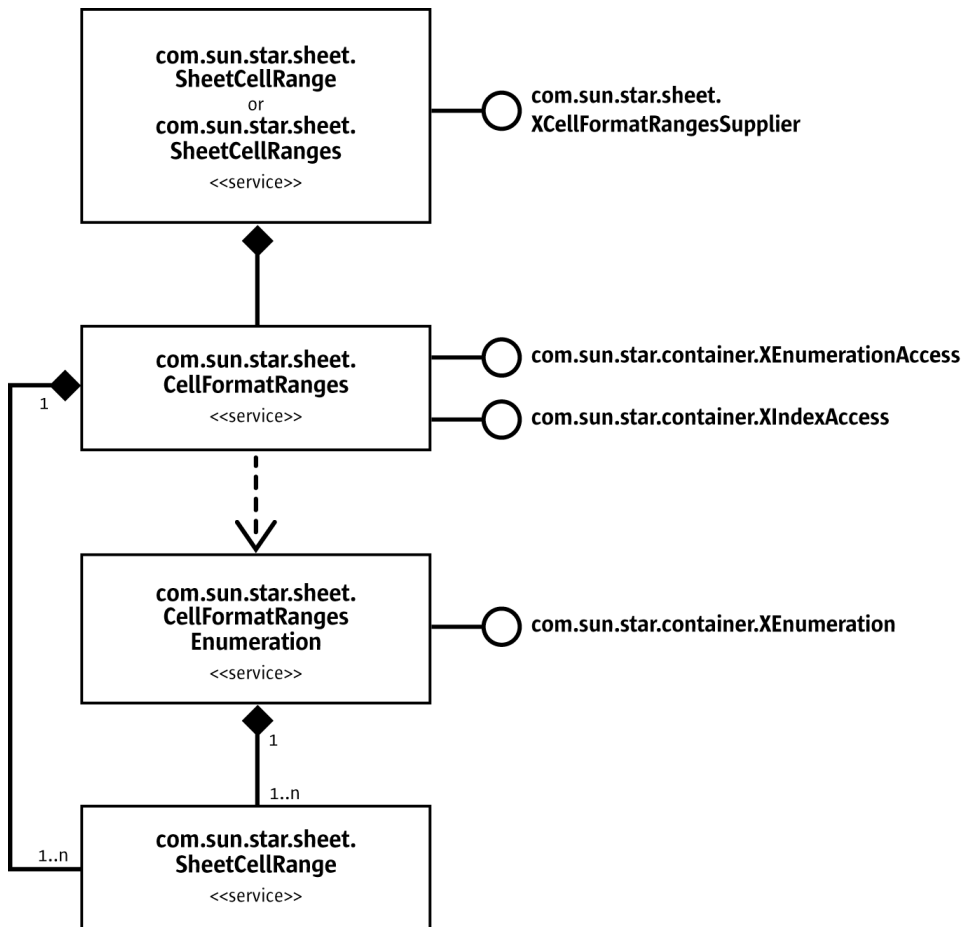 com.sun.star.sheet.
SheetCellRange
or
com.sun.star.sheet.
SheetCellRanges
<<service>>
com.sun.star.sheet.
XCellFormatRangesSupplier
com.sun.star.sheet.
CellFormatRanges
<<service>>
com.sun.star.container.XEnumerationAccess
com.sun.star.container.XIndexAccess
1
com.sun.star.sheet.
CellFormatRanges
Enumeration
<<service>>
com.sun.star.container.XEnumeration
1
1..n
1..n
com.sun.star.sheet.
SheetCellRange
<<service>>